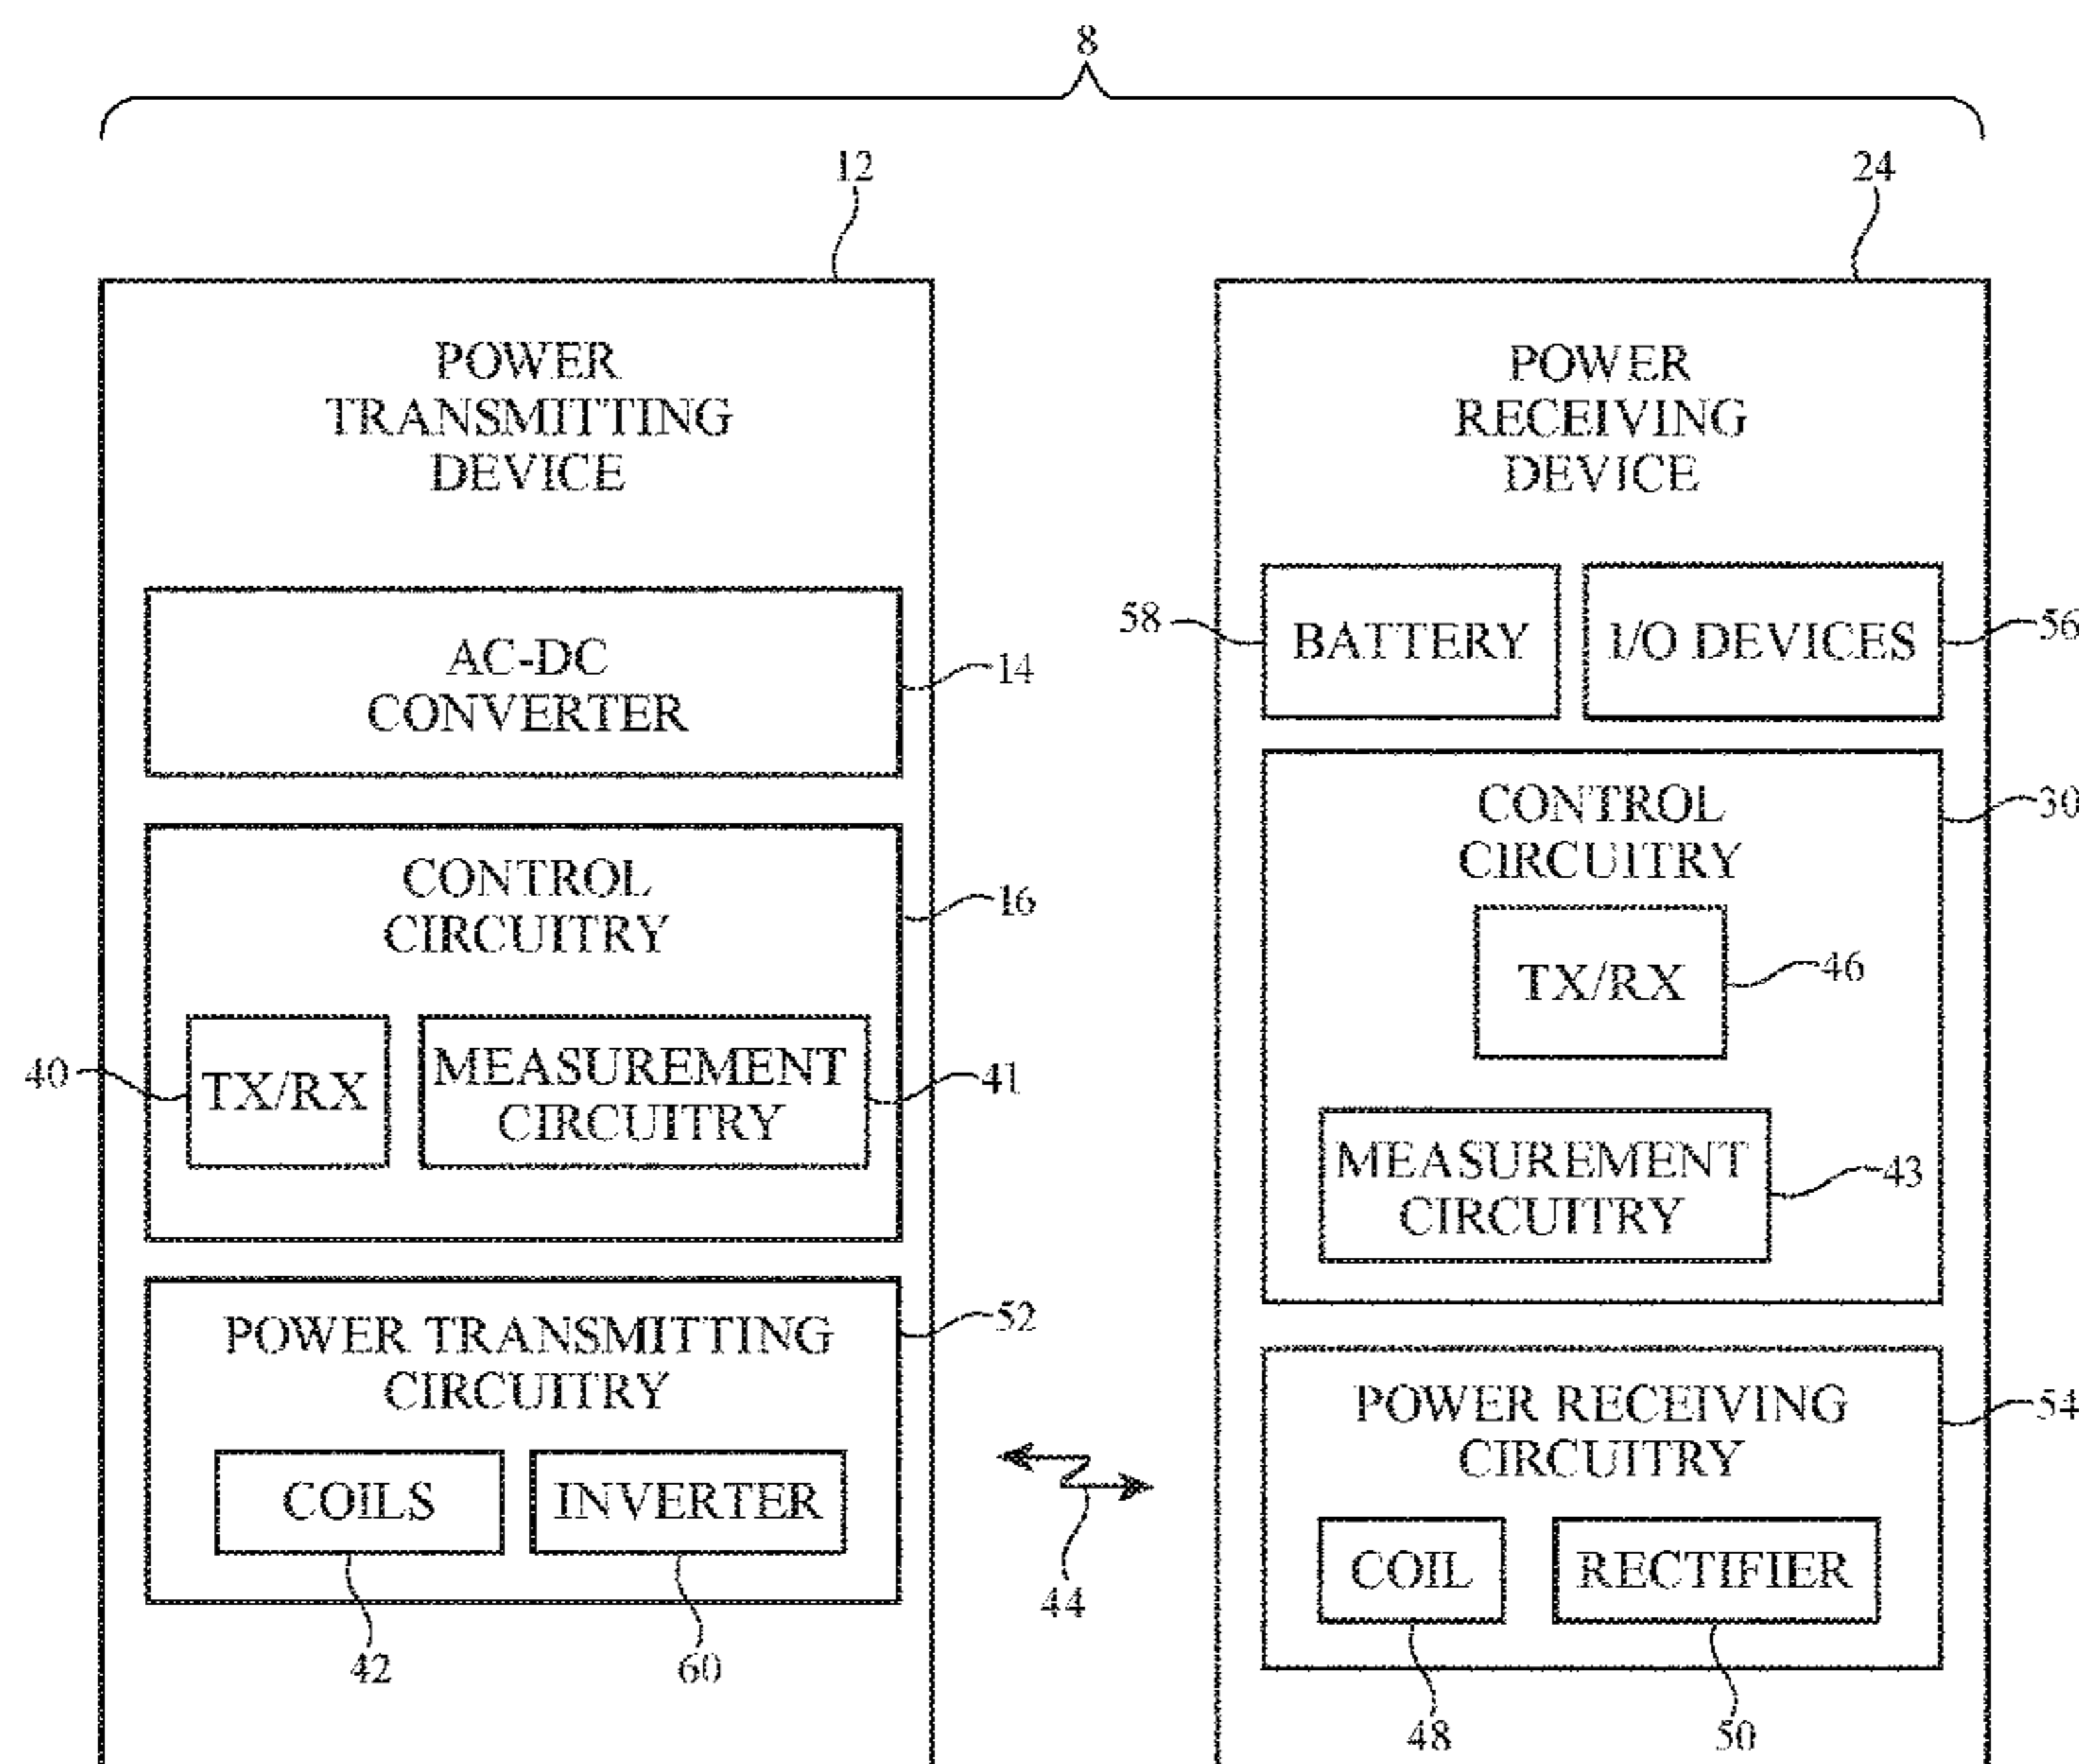 8
12
POWER
TRANSMITTING
DEVICE
AC-DC
CONVERTER
14
CONTROL
CIRCUITRY
16
40
TX/RX
MEASUREMENT
CIRCUITRY
41
POWER TRANSMITTING
CIRCUITRY
52
COILS
INVERTER
42
60
44
24
POWER
RECEIVING
DEVICE
58
BATTERY
I/O DEVICES
56
CONTROL
CIRCUITRY
30
TX/RX
46
MEASUREMENT
CIRCUITRY
43
POWER RECEIVING
CIRCUITRY
54
COIL
RECTIFIER
48
50